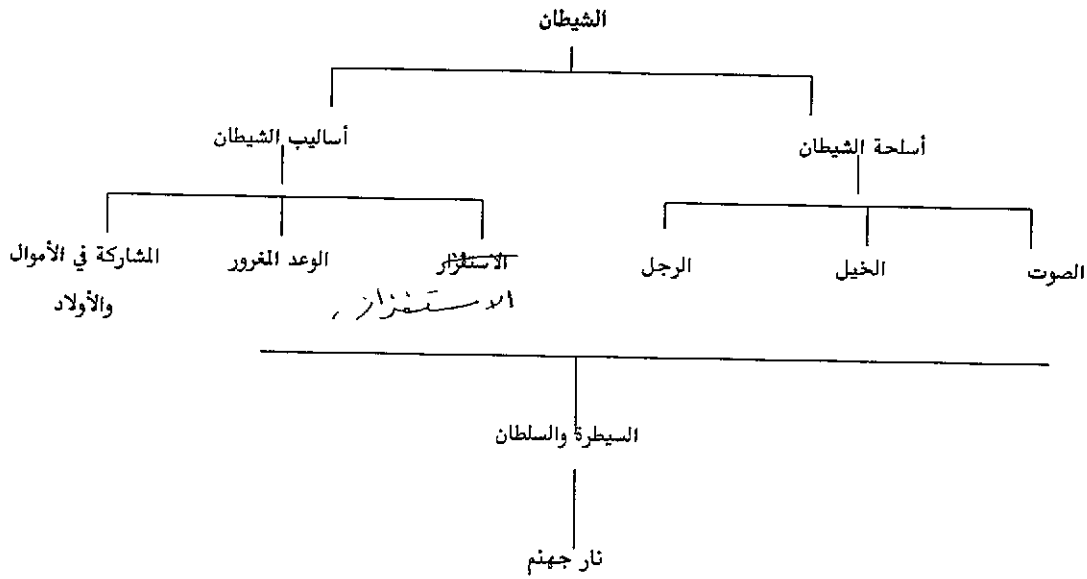 الشيطان
أسلحة الشيطان
أساليب الشيطان
الصوت
الخيل
الرجل
الاستقزاز
الوعد المغرور
المشاركة في الأموال
والأولاد
الاستفزاز
السيطرة والسلطان
نار جهنم